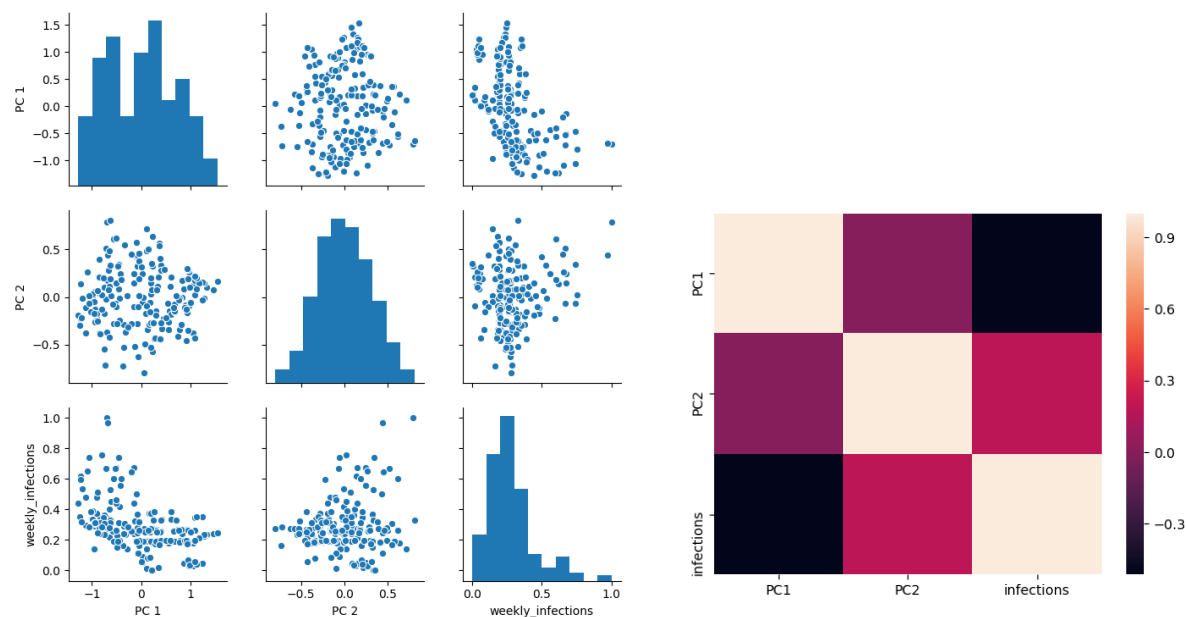 1.5
1.0
0.5
0.0
−0.5
−1.0
PC 1
0.5
0.0
−0.5
PC 2
1.0
0.8
0.6
0.4
0.2
0.0
weekly_infections
−1 0 1
PC 1
−0.5 0.0 0.5
PC 2
0.0 0.5 1.0
weekly_infections
PC1
PC2
infections
PC1 PC2 infections
0.9
0.6
0.3
0.0
−0.3